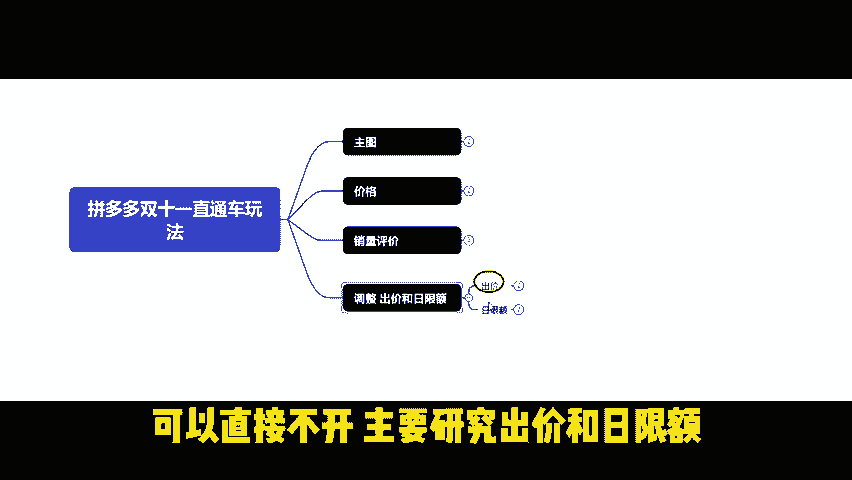 主图
价格
拼多多双十一直通车玩
法
销量评价
调整 出价和日限额
出价
日限额
可以直接不开 主要研究出价和日限额